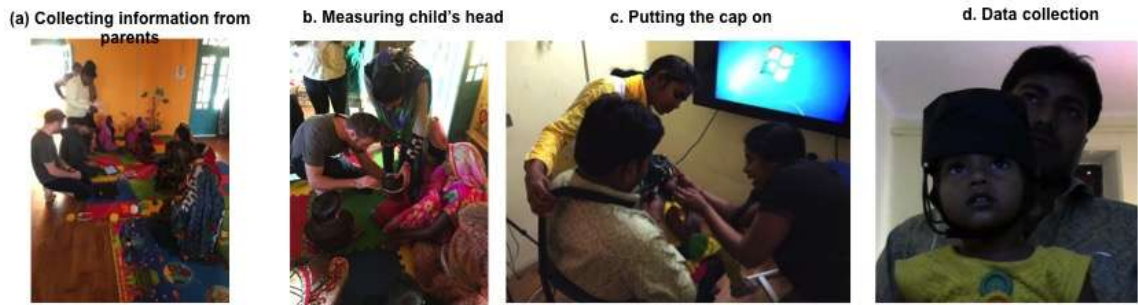 (a) Collecting information from
parents
b. Measuring child's head
c. Putting the cap on
d. Data collection